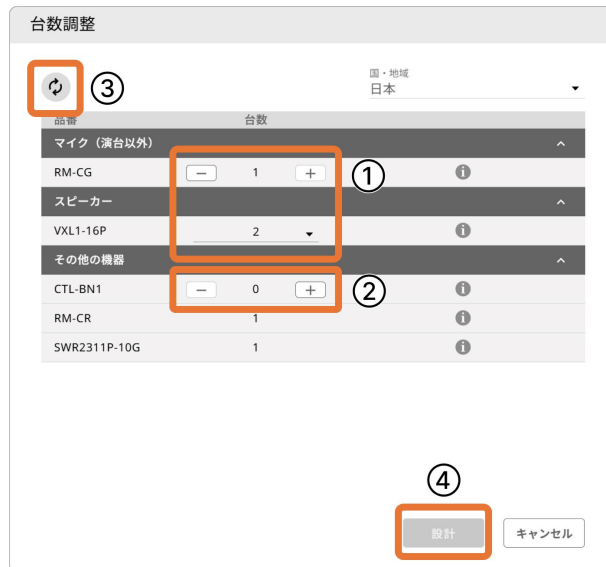 台数調整
国・地域
③
日本
品番 台数
マイク（演台以外）
RM-CG 1 ①
スピーカー
VXL1-16P 2
その他の機器
CTL-BN1 0 ②
RM-CR 1
SWR2311P-10G 1
④
設計 キャンセル